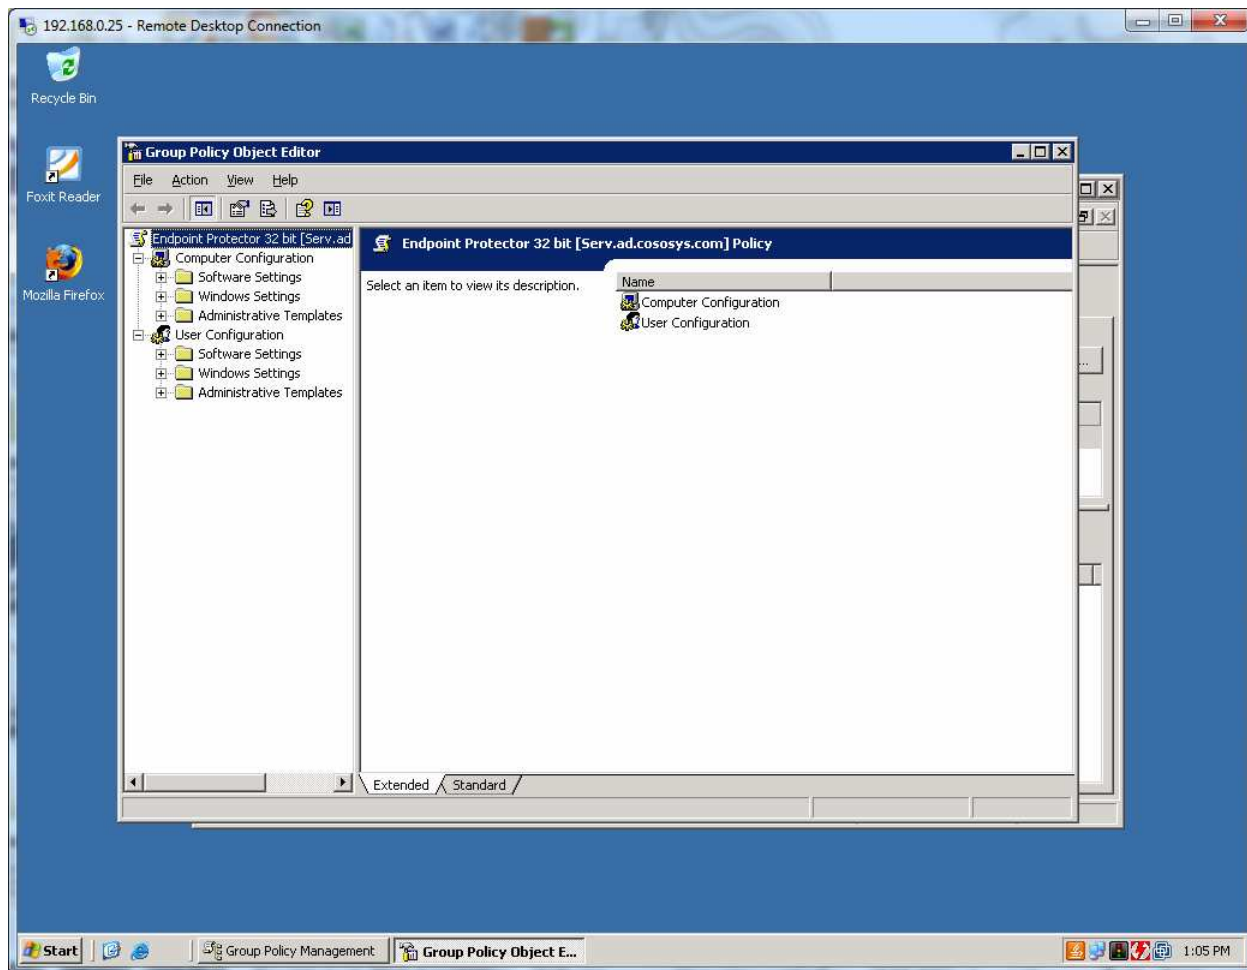 192.168.0.25 - Remote Desktop Connection
Recycle Bin
Foxit Reader
Mozilla Firefox
Group Policy Object Editor
File Action View Help
Endpoint Protector 32 bit [Serv.ad
Computer Configuration
Software Settings
Windows Settings
Administrative Templates
User Configuration
Software Settings
Windows Settings
Administrative Templates
Endpoint Protector 32 bit [Serv.ad.cososys.com] Policy
Select an item to view its description.
Name
Computer Configuration
User Configuration
Extended Standard
...
Start Group Policy Management Group Policy Object E... 1:05 PM